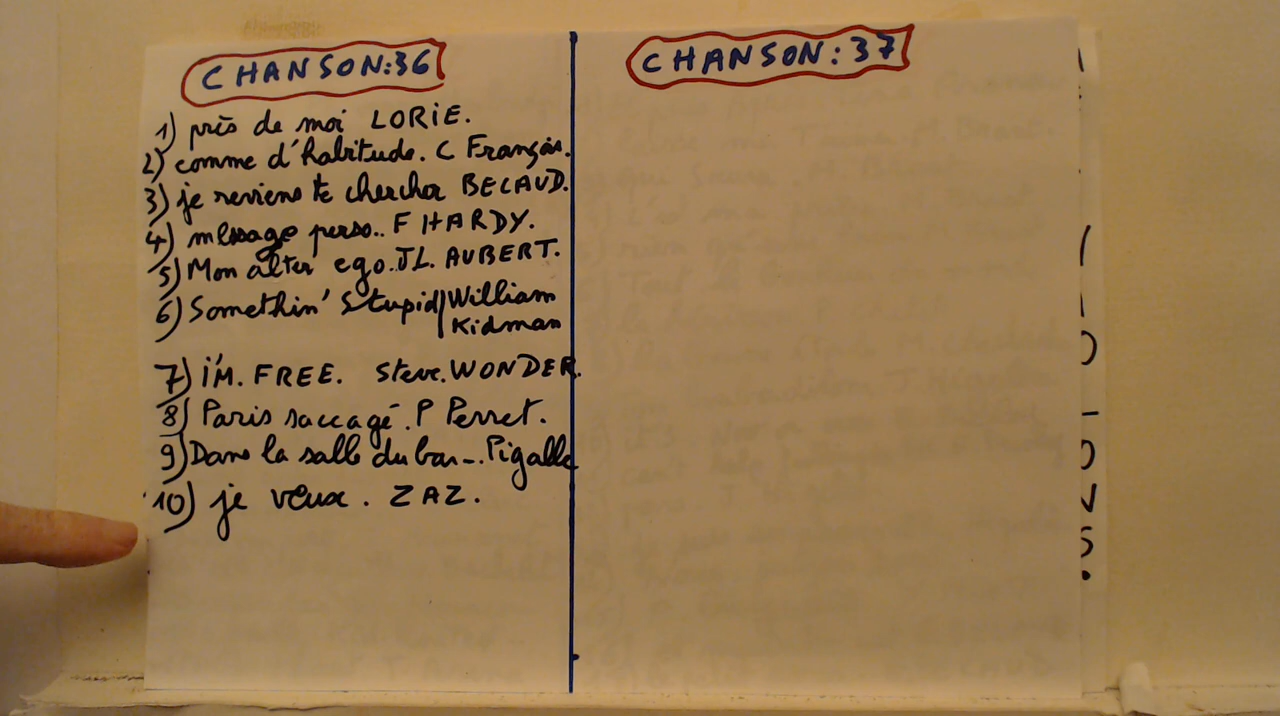 CHANSON:36
1) près de moi LORiE.
2) comme d'habitude. C Français.
3) je reviens te chercher BECAUD.
4) message perso.. F HARDY.
5) Mon alter ego. JL. AUBERT.
6) Somethin' Stupid/William
Kidman
7) i'M. FREE. Steve. WONDER.
8) Paris saccagé. P Perret.
9) Dans la salle du bar-.. Pigalle
10) je veux. ZAZ.
CHANSON: 37